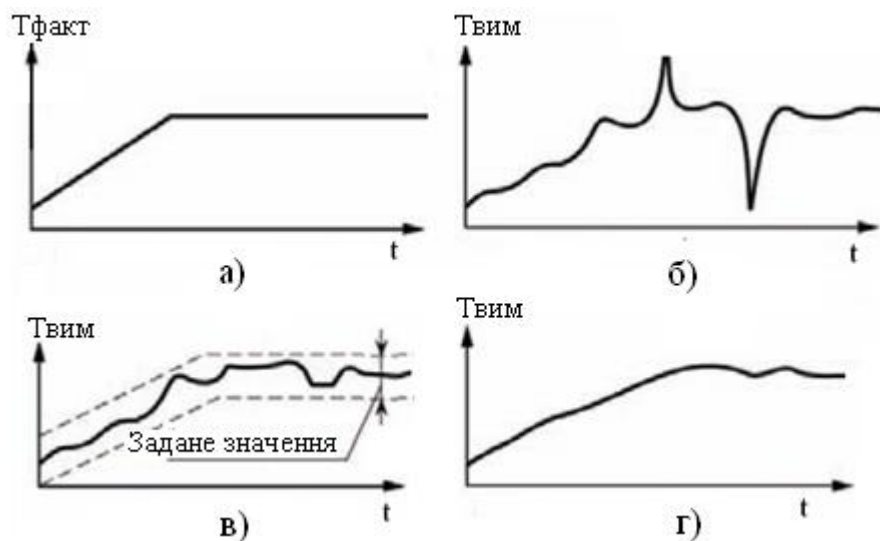 Тфакт
Твим
t
t
а)
б)
Твим
Твим
Задане значення
t
t
в)
г)